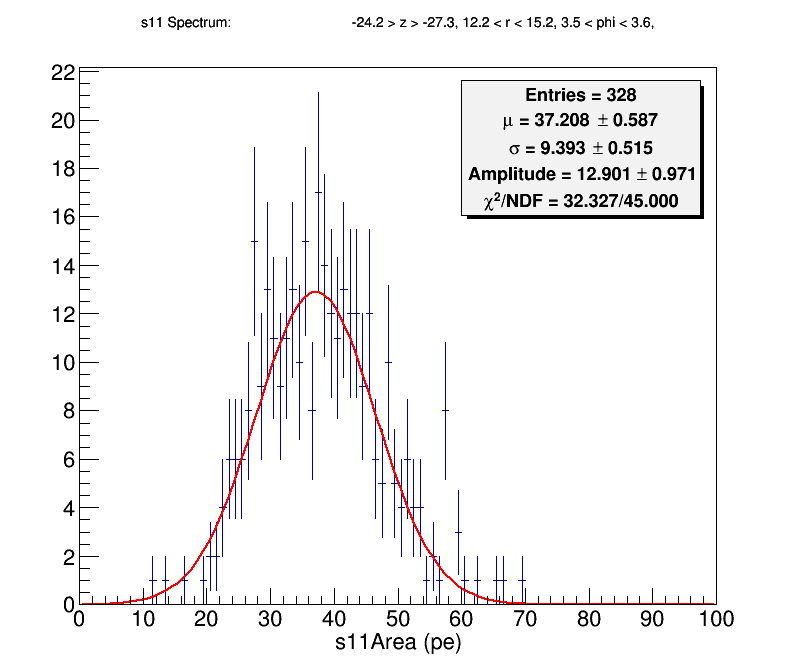 s11 Spectrum: -24.2 > z > -27.3, 12.2 < r < 15.2, 3.5 < phi < 3.6,
Entries = 328
μ = 37.208 ± 0.587
σ = 9.393 ± 0.515
Amplitude = 12.901 ± 0.971
χ²/NDF = 32.327/45.000
22
20
18
16
14
12
10
8
6
4
2
0
0 10 20 30 40 50 60 70 80 90 100
s11Area (pe)